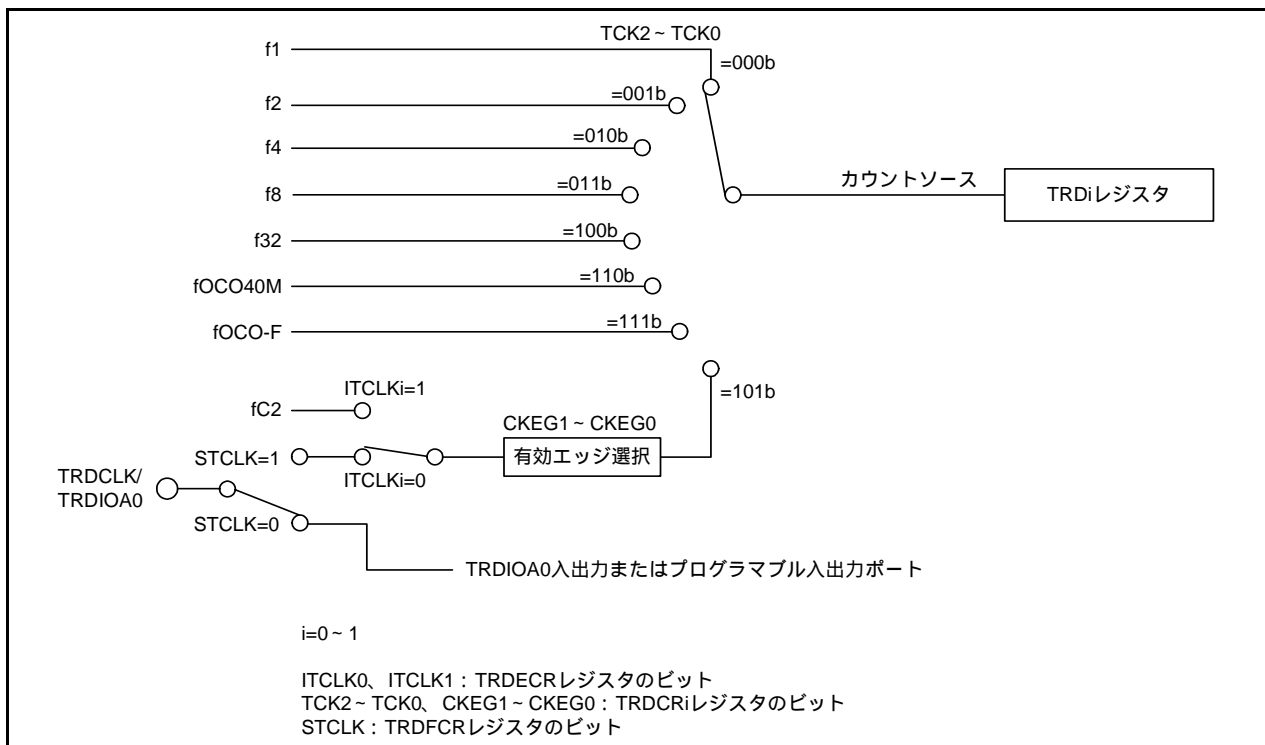 TCK2~TCK0
f1
=000b
f2
=001b
f4
=010b
f8
=011b
カウントソース
TRDiレジスタ
f32
=100b
fOCO40M
=110b
fOCO-F
=111b
=101b
ITCLKi=1
fC2
CKEG1~CKEG0
STCLK=1
有効エッジ選択
ITCLKi=0
TRDCLK/
TRDIOA0
STCLK=0
TRDIOA0入出力またはプログラマブル入出力ポート
i=0~1
ITCLK0、ITCLK1:TRDECRレジスタのビット
TCK2~TCK0、CKEG1~CKEG0:TRDCRiレジスタのビット
STCLK:TRDFCRレジスタのビット